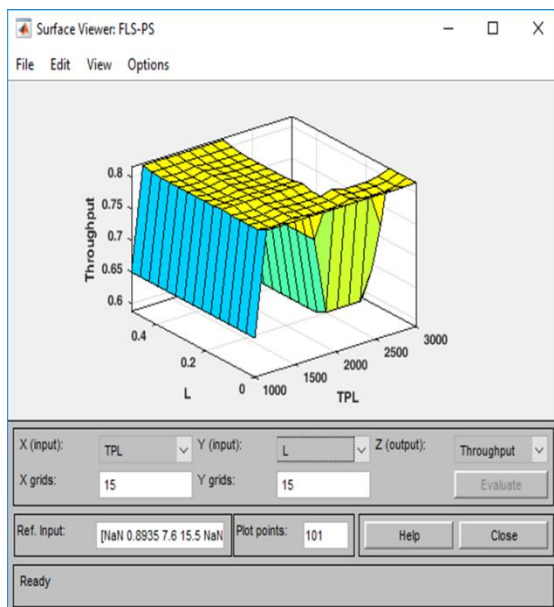 Surface Viewer: FLS-PS
File Edit View Options
0.8
0.75
0.7
0.65
0.6
Throughput
0.4
0.2
0
L
1000
1500
2000
2500
3000
TPL
X (input): TPL Y (input): L Z (output): Throughput
X grids: 15 Y grids: 15 Evaluate
Ref. Input: [NaN 0.8935 7.6 15.5 NaN Plot points: 101 Help Close
Ready